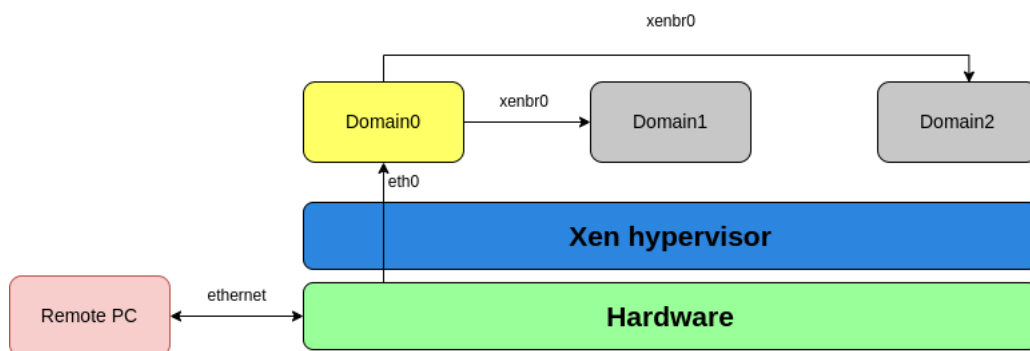 xenbr0
xenbr0
Domain0
Domain1
Domain2
eth0
Xen hypervisor
ethernet
Remote PC
Hardware